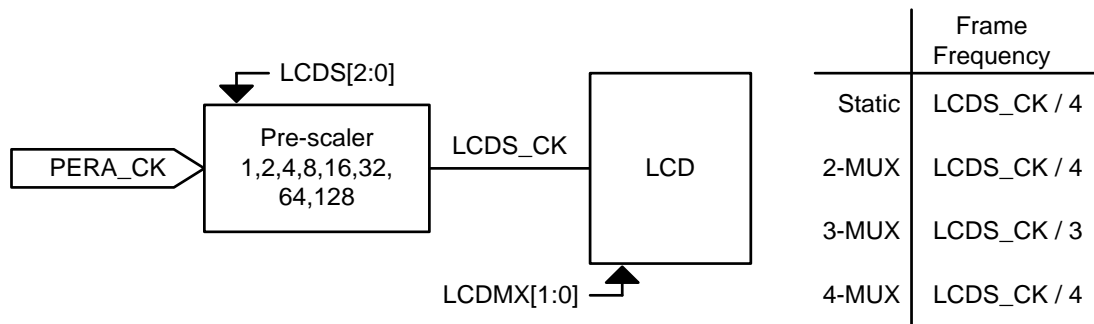 LCDS[2:0]
PERA_CK
Pre-scaler
1,2,4,8,16,32,
64,128
LCDS_CK
LCD
LCDMX[1:0]
Frame
Frequency
Static LCDS_CK / 4
2-MUX LCDS_CK / 4
3-MUX LCDS_CK / 3
4-MUX LCDS_CK / 4